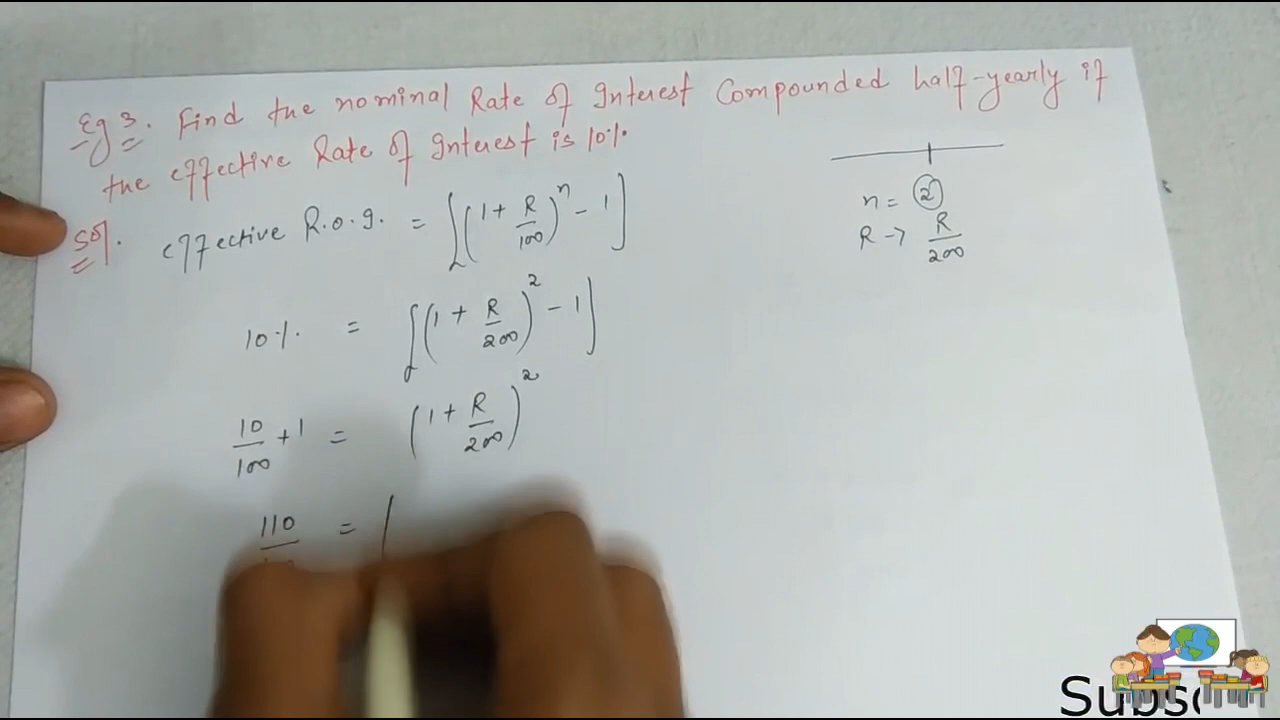 Eg 3. Find the nominal Rate of Interest Compounded half-yearly if
the effective Rate of Interest is 10%.
Sol. effective R.o.I. = [(1 + R/100)^n - 1]
n = 2
R → R/200
10% = [(1 + R/200)^2 - 1]
10/100 + 1 = (1 + R/200)^2
110/ = (
Subsc